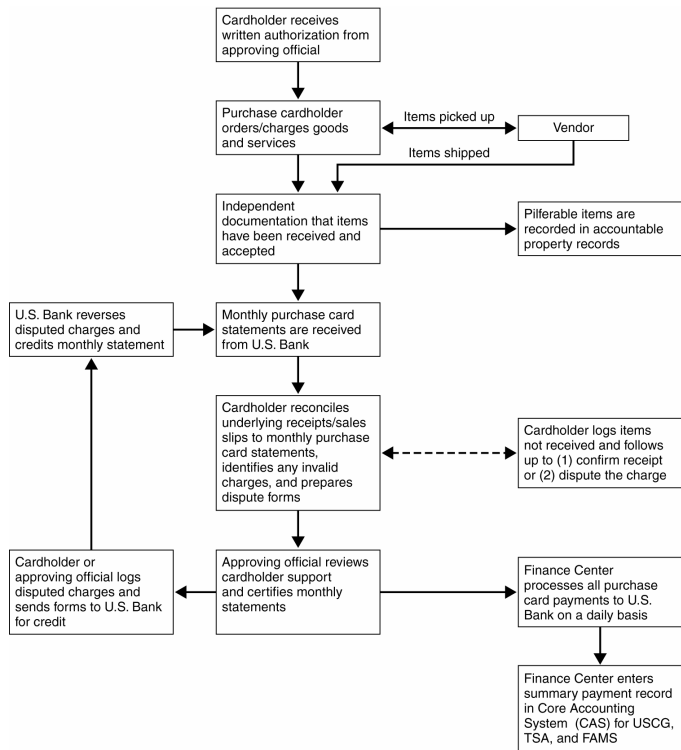 Cardholder receives
written authorization from
approving official
Purchase cardholder
orders/charges goods
and services
Items picked up
Vendor
Items shipped
Independent
documentation that items
have been received and
accepted
Pilferable items are
recorded in accountable
property records
U.S. Bank reverses
disputed charges and
credits monthly statement
Monthly purchase card
statements are received
from U.S. Bank
Cardholder reconciles
underlying receipts/sales
slips to monthly purchase
card statements,
identifies any invalid
charges, and prepares
dispute forms
Cardholder logs items
not received and follows
up to (1) confirm receipt
or (2) dispute the charge
Cardholder or
approving official logs
disputed charges and
sends forms to U.S. Bank
for credit
Approving official reviews
cardholder support
and certifies monthly
statements
Finance Center
processes all purchase
card payments to U.S.
Bank on a daily basis
Finance Center enters
summary payment record
in Core Accounting
System (CAS) for USCG,
TSA, and FAMS